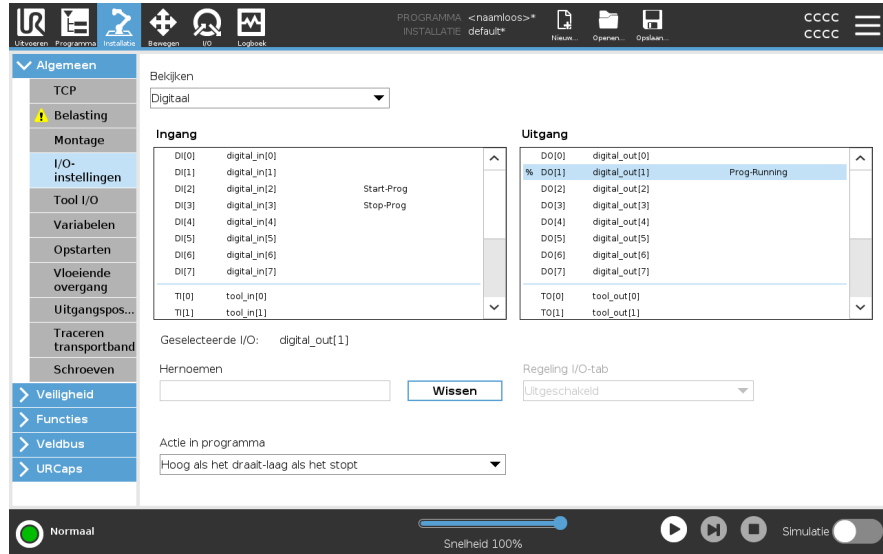 UR
PROGRAMMA <naamloos>*
INSTALLATIE default*
CCCC
CCCC
Uitvoeren Programma Installatie Bewegen I/O Logboek Nieuw... Openen... Opslaan...
Algemeen
TCP
Belasting
Montage
I/O-
instellingen
Tool I/O
Variabelen
Opstarten
Vloeiende
overgang
Uitgangspos...
Traceren
transportband
Schroeven
Veiligheid
Functies
Veldbus
URCaps
Bekijken
Digitaal
Ingang
DI[0] digital_in[0]
DI[1] digital_in[1]
DI[2] digital_in[2] Start-Prog
DI[3] digital_in[3] Stop-Prog
DI[4] digital_in[4]
DI[5] digital_in[5]
DI[6] digital_in[6]
DI[7] digital_in[7]
TI[0] tool_in[0]
TI[1] tool_in[1]
Uitgang
DO[0] digital_out[0]
% DO[1] digital_out[1] Prog-Running
DO[2] digital_out[2]
DO[3] digital_out[3]
DO[4] digital_out[4]
DO[5] digital_out[5]
DO[6] digital_out[6]
DO[7] digital_out[7]
TO[0] tool_out[0]
TO[1] tool_out[1]
Geselecteerde I/O: digital_out[1]
Hernoemen
Wissen
Regeling I/O-tab
Uitgeschakeld
Actie in programma
Hoog als het draait-laag als het stopt
Normaal
Snelheid 100%
Simulatie